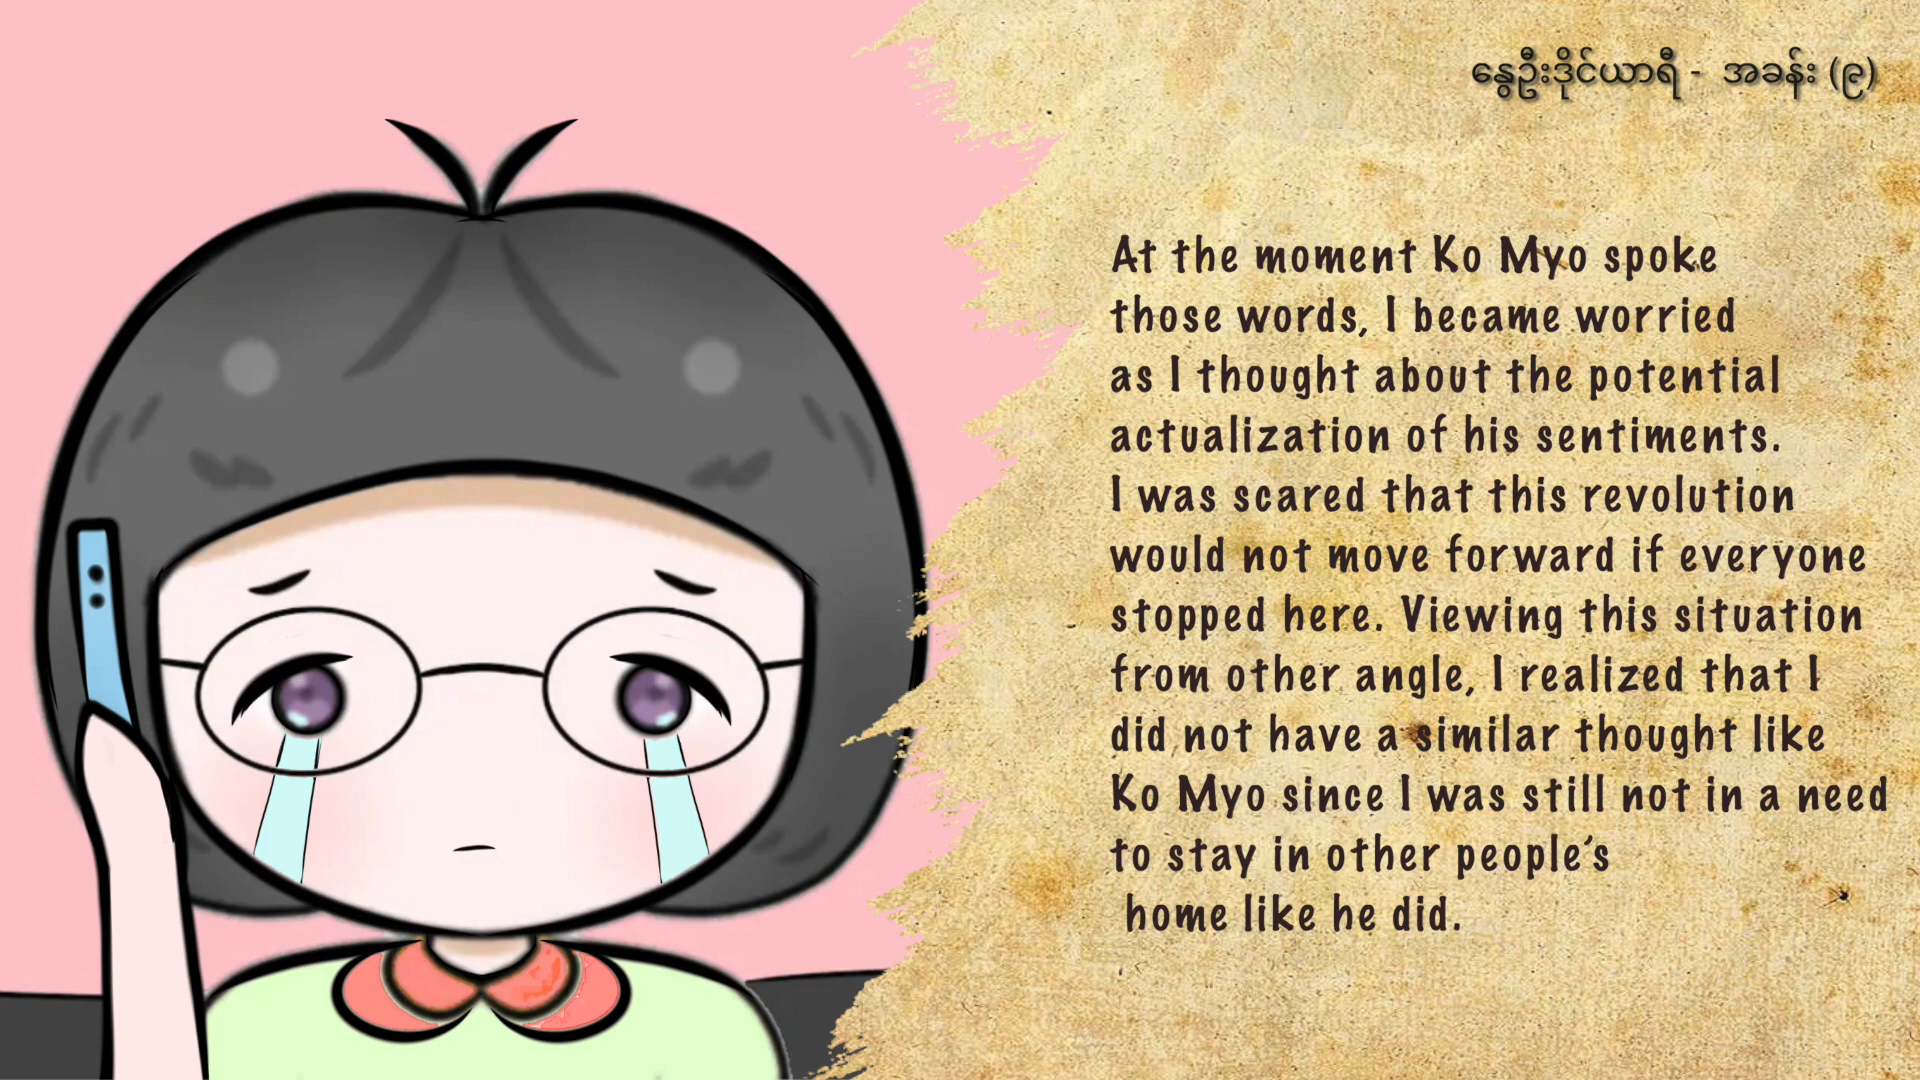 နွေဦးဒိုင်ယာရီ - အခန်း (၉)
At the moment Ko Myo spoke
those words, I became worried
as I thought about the potential
actualization of his sentiments.
I was scared that this revolution
would not move forward if everyone
stopped here. Viewing this situation
from other angle, I realized that I
did not have a similar thought like
Ko Myo since I was still not in a need
to stay in other people's
home like he did.